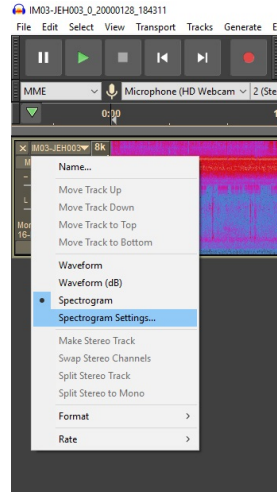 IM03-JEH003_0_20000128_184311
File Edit Select View Transport Tracks Generate E
MME Microphone (HD Webcam 2 (Ste
0:30 1
× IM03-JEH003 8k
Name...
Move Track Up
Move Track Down
Move Track to Top
Move Track to Bottom
Waveform
Waveform (dB)
Spectrogram
Spectrogram Settings...
Make Stereo Track
Swap Stereo Channels
Split Stereo Track
Split Stereo to Mono
Format
Rate